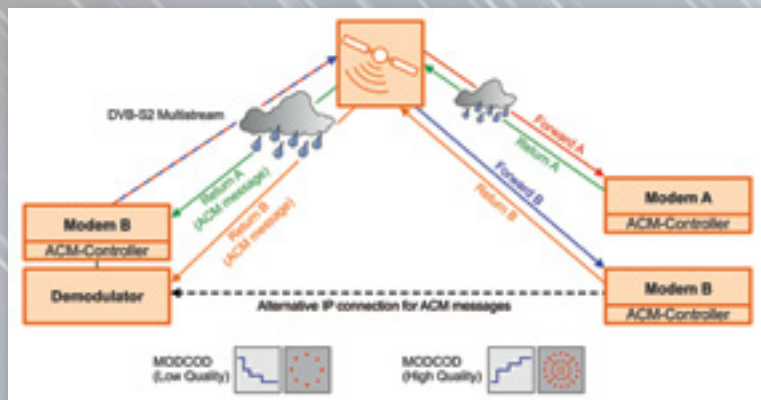 DVB-S2 Multistream
Forward A
Return A
Return A
(ACM message)
Return B
(ACM message)
Forward B
Return B
Modem B
ACM-Controller
Demodulator
Modem A
ACM-Controller
Modem B
ACM-Controller
Alternative IP connection for ACM messages
MODCOD
(Low Quality)
MODCOD
(High Quality)